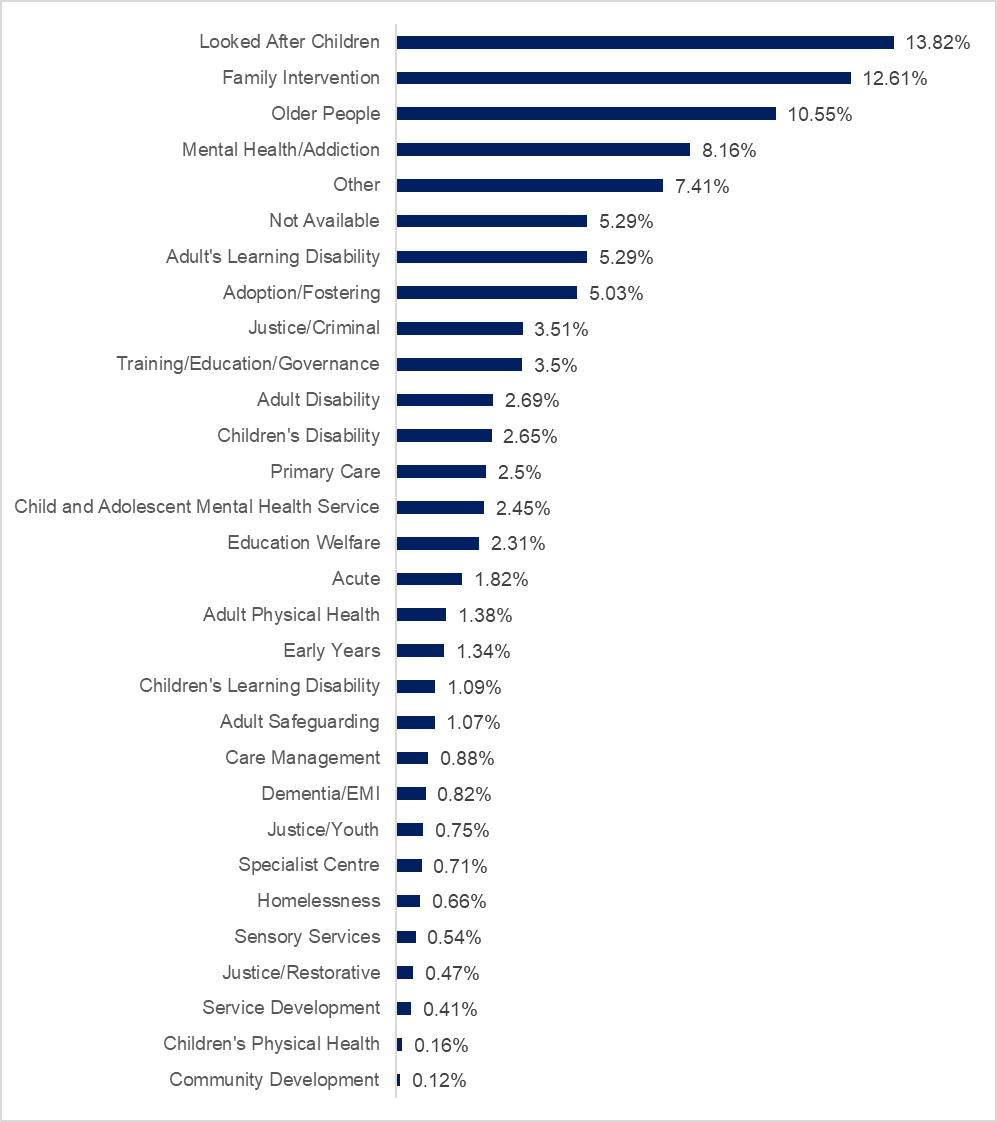 Looked After Children 13.82%
Family Intervention 12.61%
Older People 10.55%
Mental Health/Addiction 8.16%
Other 7.41%
Not Available 5.29%
Adult's Learning Disability 5.29%
Adoption/Fostering 5.03%
Justice/Criminal 3.51%
Training/Education/Governance 3.5%
Adult Disability 2.69%
Children's Disability 2.65%
Primary Care 2.5%
Child and Adolescent Mental Health Service 2.45%
Education Welfare 2.31%
Acute 1.82%
Adult Physical Health 1.38%
Early Years 1.34%
Children's Learning Disability 1.09%
Adult Safeguarding 1.07%
Care Management 0.88%
Dementia/EMI 0.82%
Justice/Youth 0.75%
Specialist Centre 0.71%
Homelessness 0.66%
Sensory Services 0.54%
Justice/Restorative 0.47%
Service Development 0.41%
Children's Physical Health 0.16%
Community Development 0.12%